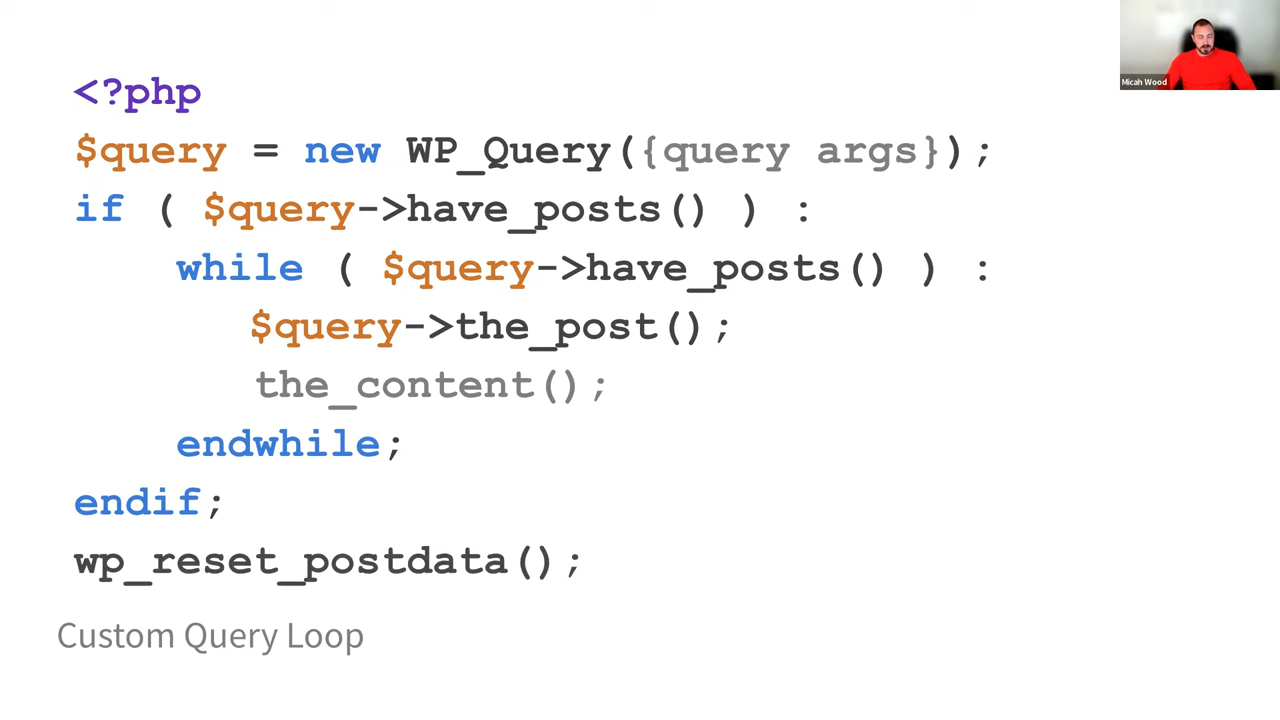 <?php
$query = new WP_Query({query args});
if ( $query->have_posts() ) :
while ( $query->have_posts() ) :
$query->the_post();
the_content();
endwhile;
endif;
wp_reset_postdata();
Custom Query Loop
Micah Wood